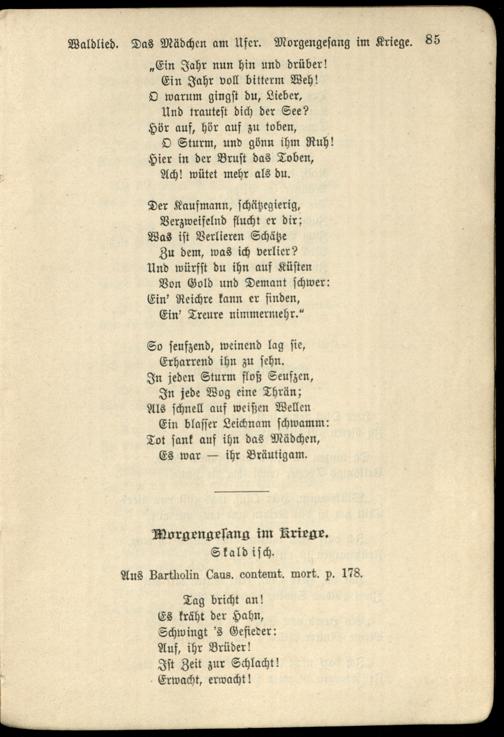 Waldlied. Das Mädchen am Ufer. Morgengesang im Kriege. 85
„Ein Jahr nun hin und drüber!
Ein Jahr voll bitterm Weh!
O warum gingst du, Lieber,
Und trautest dich der See?
Hör auf, hör auf zu toben,
O Sturm, und gönn ihm Ruh!
Hier in der Brust das Toben,
Ach! wütet mehr als du.
Der Kaufmann, schätzegierig,
Verzweifelnd flucht er dir;
Was ist Verlieren Schätze
Zu dem, was ich verlier?
Und würfst du ihn auf Küsten
Von Gold und Demant schwer:
Ein' Reichre kann er finden,
Ein' Treure nimmermehr.“
So seufzend, weinend lag sie,
Erharrend ihn zu sehn.
In jeden Sturm floß Seufzen,
In jede Wog eine Thrän;
Als schnell auf weißen Wellen
Ein blasser Leichnam schwamm:
Tot sank auf ihn das Mädchen,
Es war — ihr Bräutigam.
Morgengesang im Kriege.
Skaldisch.
Aus Bartholin Caus. contemt. mort. p. 178.
Tag bricht an!
Es kräht der Hahn,
Schwingt 's Gefieder:
Auf, ihr Brüder!
Ist Zeit zur Schlacht!
Erwacht, erwacht!